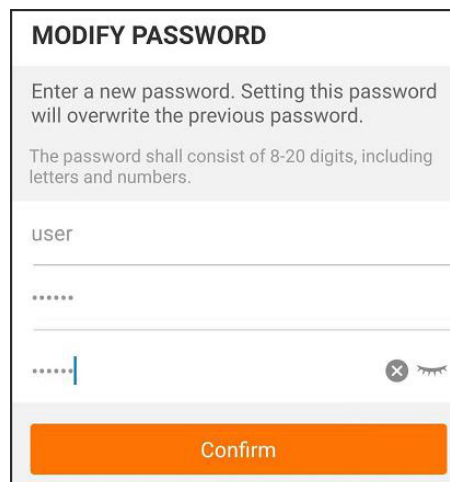 MODIFY PASSWORD
Enter a new password. Setting this password
will overwrite the previous password.
The password shall consist of 8-20 digits, including
letters and numbers.
user
••••••
••••••
Confirm